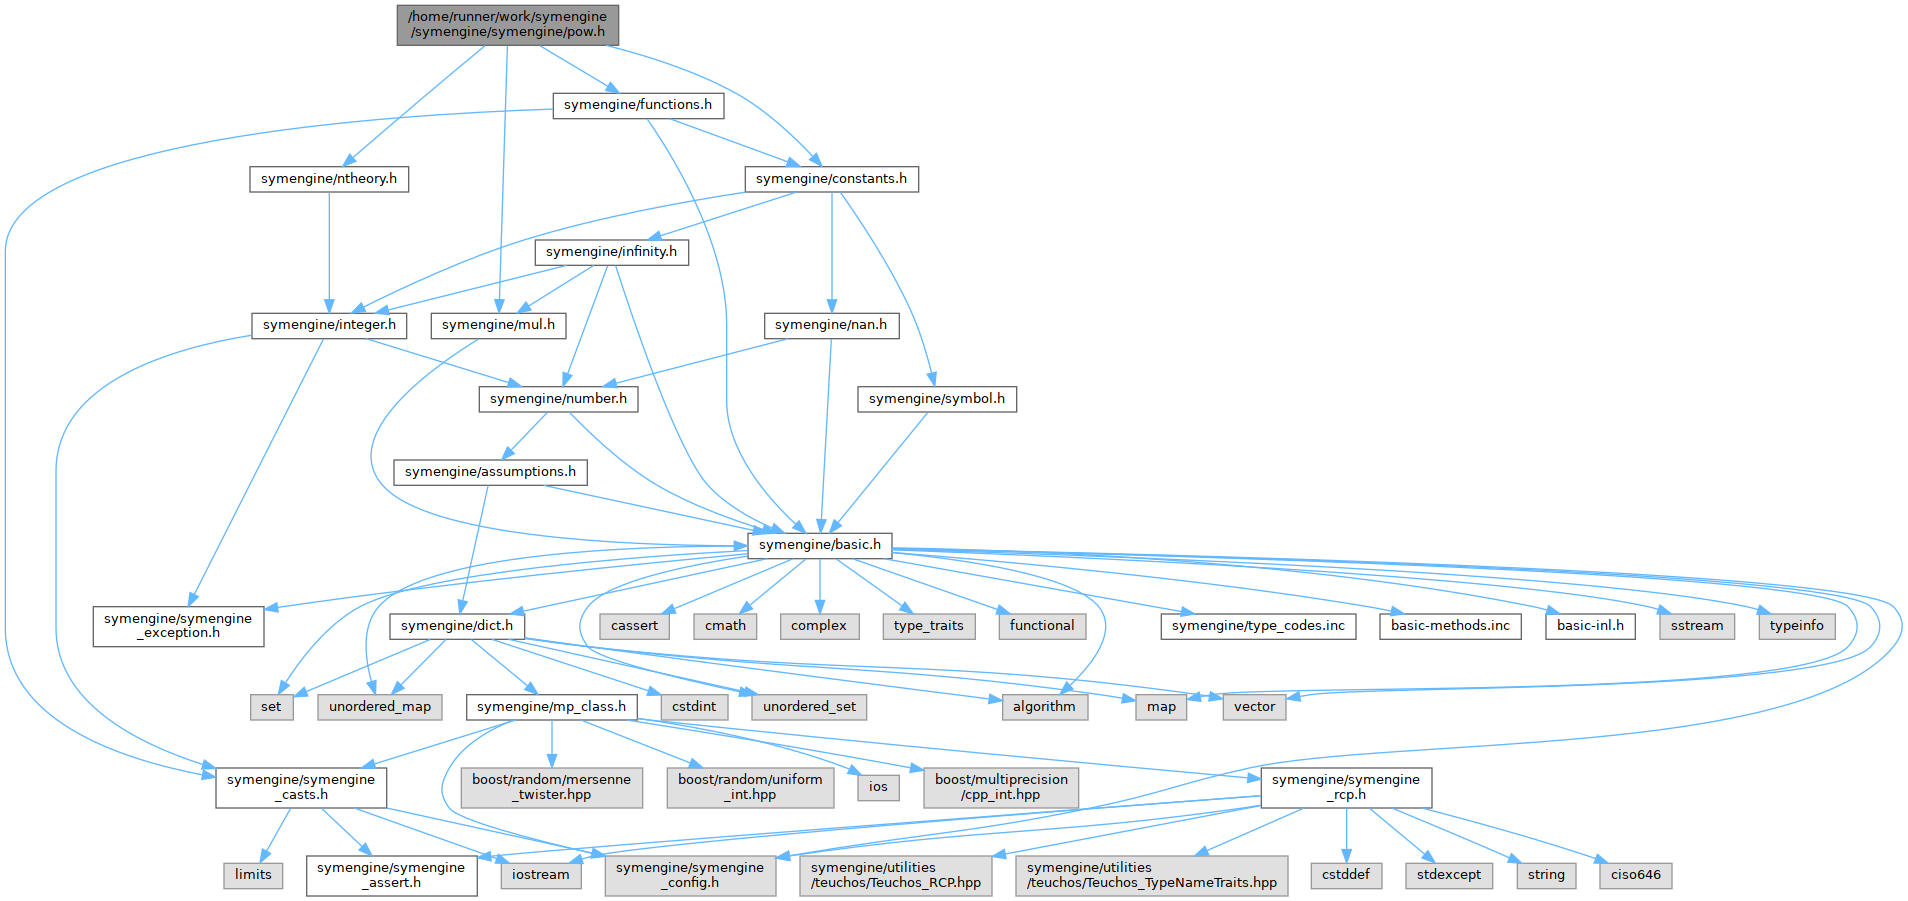 /home/runner/work/symengine
/symengine/symengine/pow.h
symengine/functions.h
symengine/ntheory.h
symengine/constants.h
symengine/infinity.h
symengine/integer.h
symengine/mul.h
symengine/nan.h
symengine/number.h
symengine/symbol.h
symengine/assumptions.h
symengine/basic.h
symengine/symengine
_exception.h
symengine/dict.h
cassert
cmath
complex
type_traits
functional
symengine/type_codes.inc
basic-methods.inc
basic-inl.h
sstream
typeinfo
set
unordered_map
symengine/mp_class.h
cstdint
unordered_set
algorithm
map
vector
symengine/symengine
_casts.h
boost/random/mersenne
_twister.hpp
boost/random/uniform
_int.hpp
ios
boost/multiprecision
/cpp_int.hpp
symengine/symengine
_rcp.h
limits
symengine/symengine
_assert.h
iostream
symengine/symengine
_config.h
symengine/utilities
/teuchos/Teuchos_RCP.hpp
symengine/utilities
/teuchos/Teuchos_TypeNameTraits.hpp
cstddef
stdexcept
string
ciso646